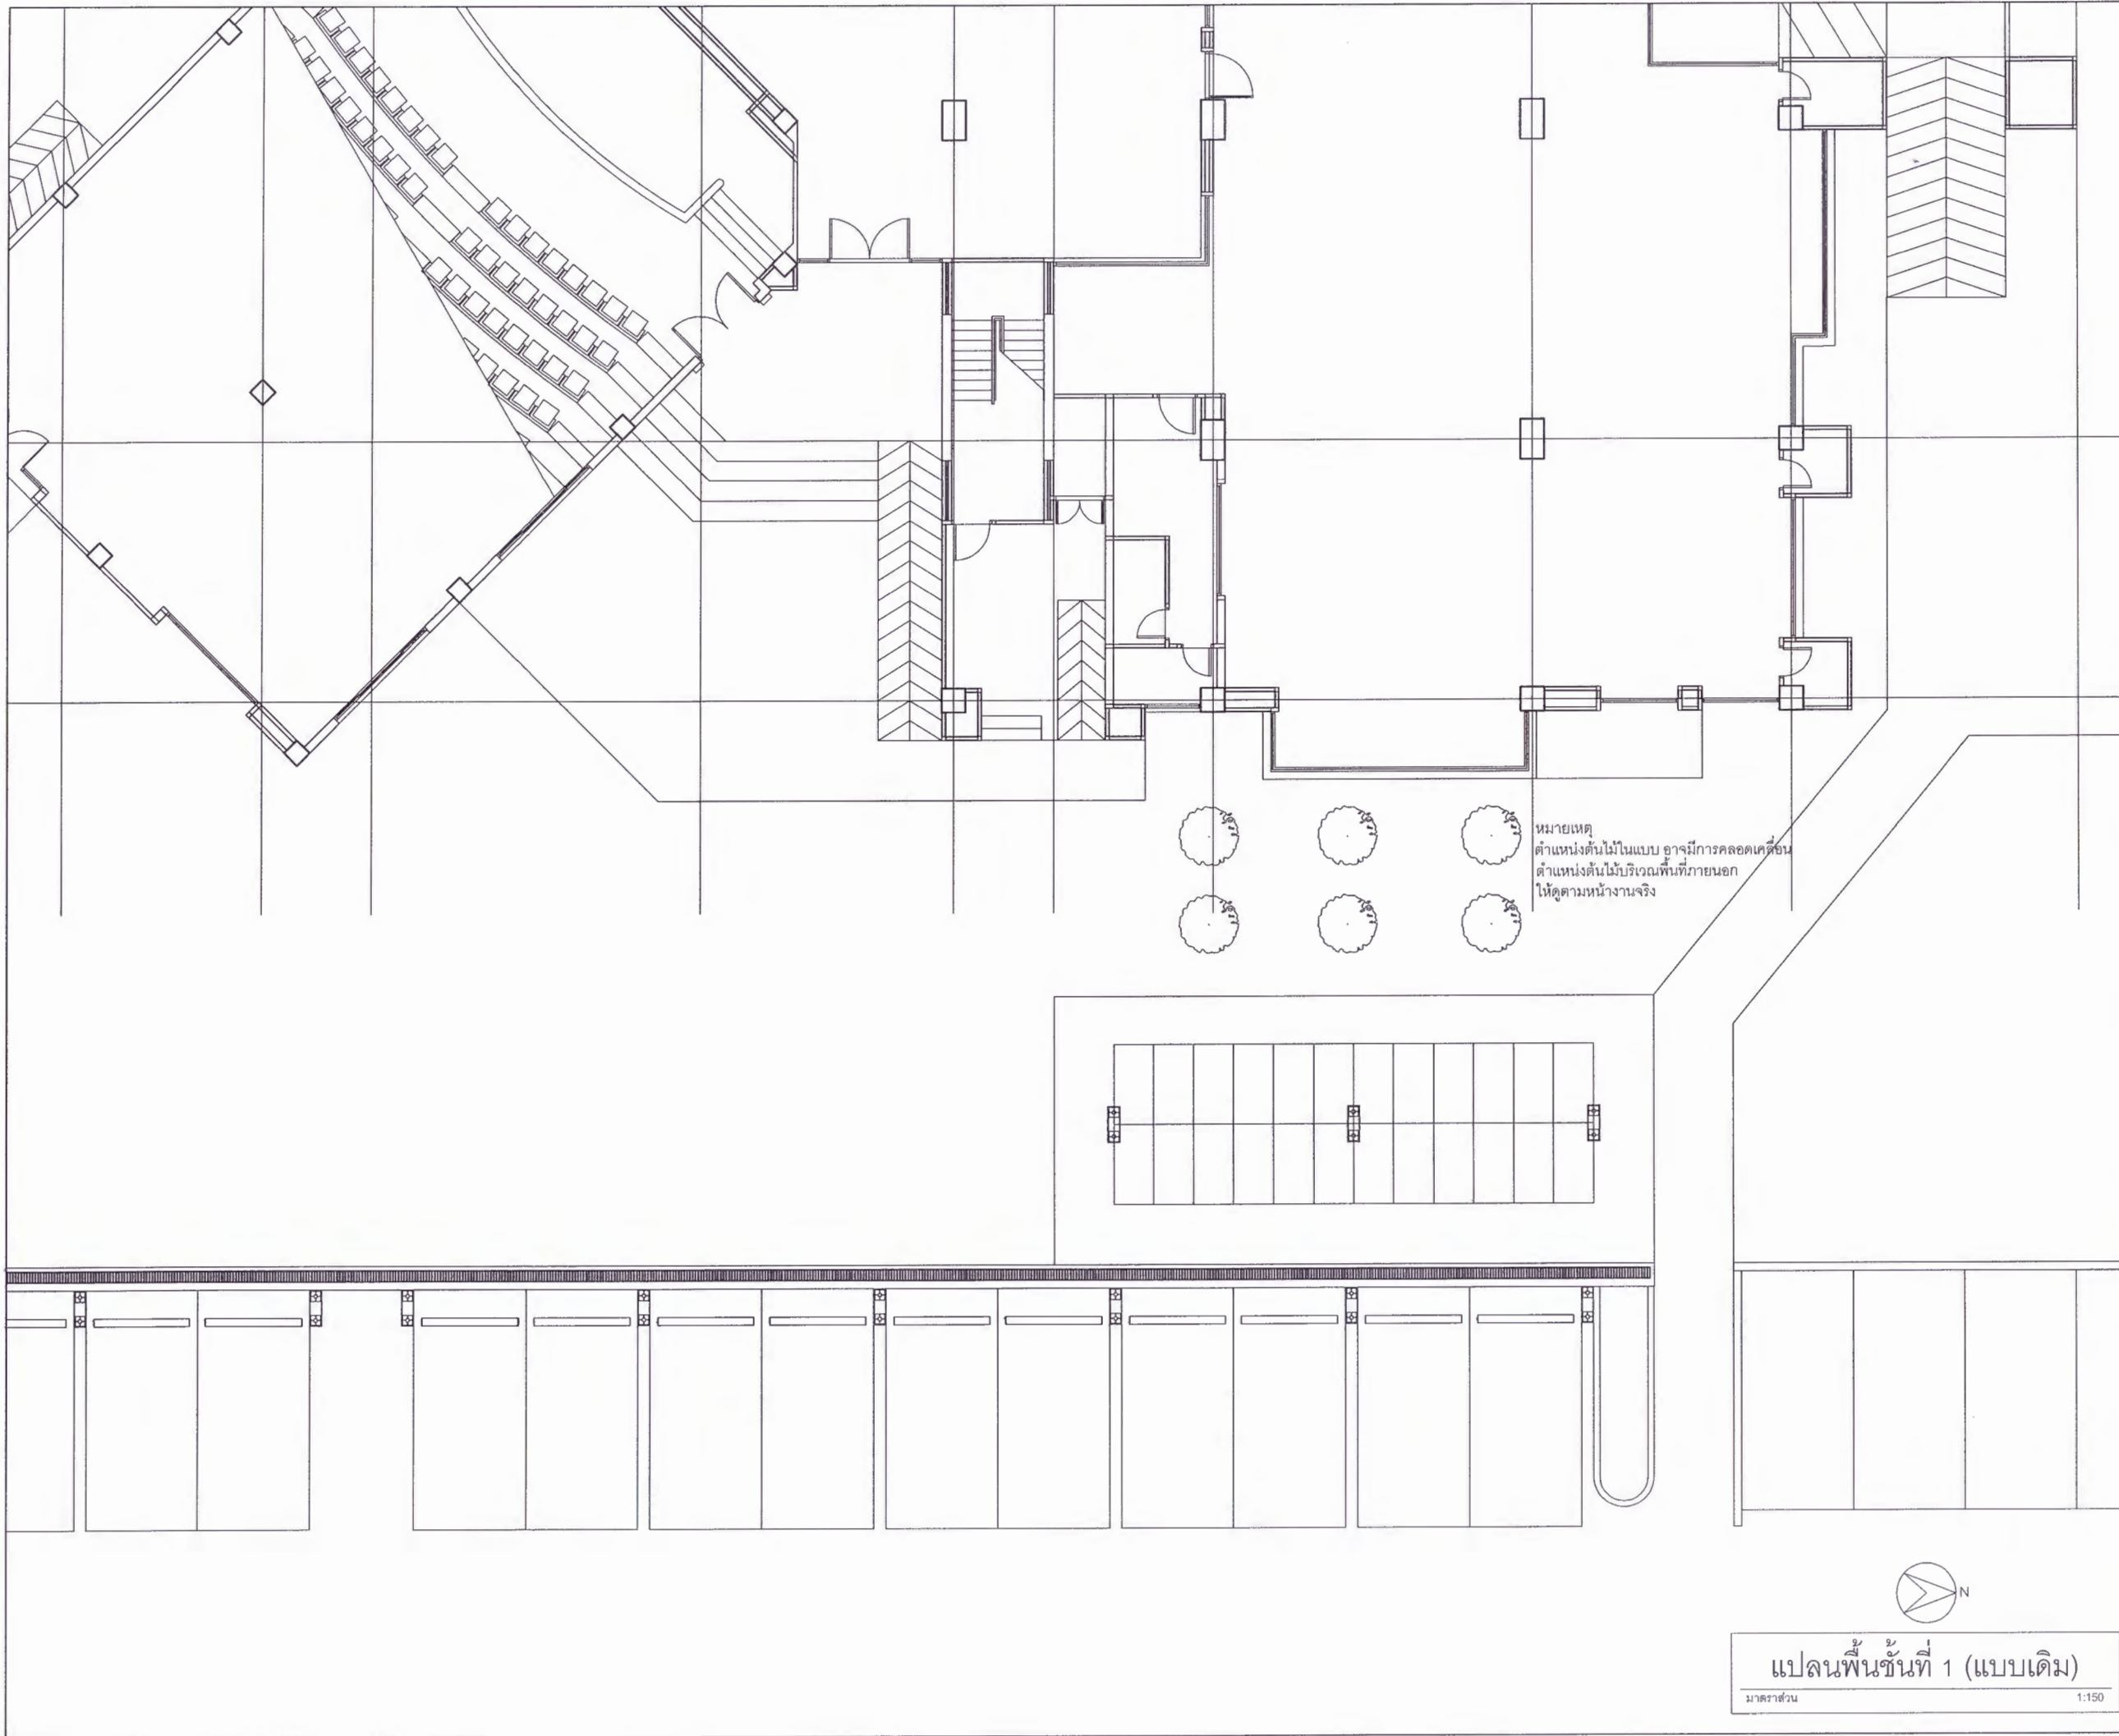 หมายเหตุ
ตำแหน่งต้นไม้ในแบบ อาจมีการคลอดเคลื่อน
ตำแหน่งต้นไม้บริเวณพื้นที่ภายนอก
ให้ดูตามหน้างานจริง
N
แปลนพื้นชั้นที่ 1 (แบบเดิม)
มาตราส่วน 1:150